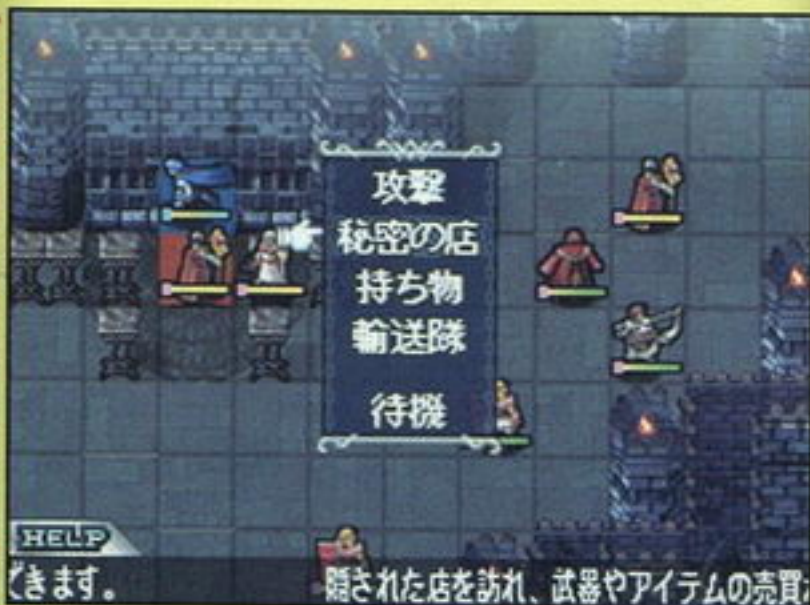 攻撃
秘密の店
持ち物
輸送隊
待機
HELP
できます。 隠された店を訪れ、武器やアイテムの売買